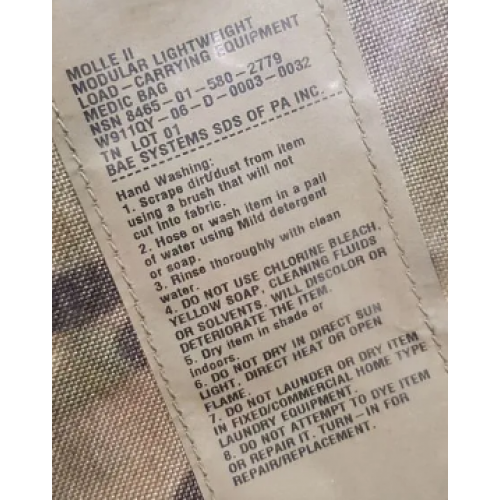 MOLLE II
MODULAR LIGHTWEIGHT
LOAD-CARRYING EQUIPMENT
MEDIC BAG
NSN 8465-01-580-2779
W911QY-06-D-0003-0032
TN LOT 01
BAE SYSTEMS SDS OF PA INC.
Hand Washing:
1. Scrape dirt/dust from item
using a brush that will not
cut into fabric.
2. Hose or wash item in a pail
of water using Mild detergent
or soap.
3. Rinse thoroughly with clean
water.
4. DO NOT USE CHLORINE BLEACH,
YELLOW SOAP, CLEANING FLUIDS
OR SOLVENTS. WILL DISCOLOR OR
DETERIORATE THE ITEM.
5. Dry item in shade or
indoors.
6. DO NOT DRY IN DIRECT SUN
LIGHT, DIRECT HEAT OR OPEN
FLAME.
7. DO NOT LAUNDER OR DRY ITEM
IN FIXED/COMMERCIAL HOME TYPE
LAUNDRY EQUIPMENT.
8. DO NOT ATTEMPT TO DYE ITEM
OR REPAIR IT. TURN-IN FOR
REPAIR/REPLACEMENT.